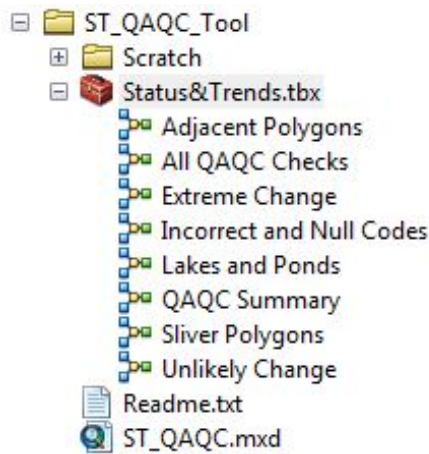 ST_QAQC_Tool
Scratch
Status&Trends.tbx
Adjacent Polygons
All QAQC Checks
Extreme Change
Incorrect and Null Codes
Lakes and Ponds
QAQC Summary
Sliver Polygons
Unlikely Change
Readme.txt
ST_QAQC.mxd